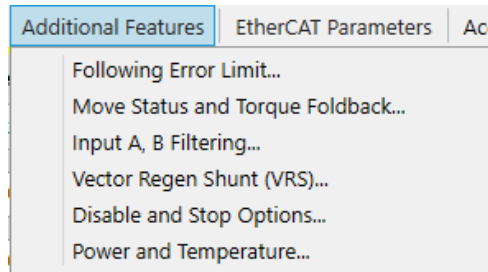 Additional Features EtherCAT Parameters Ac
Following Error Limit...
Move Status and Torque Foldback...
Input A, B Filtering...
Vector Regen Shunt (VRS)...
Disable and Stop Options...
Power and Temperature...